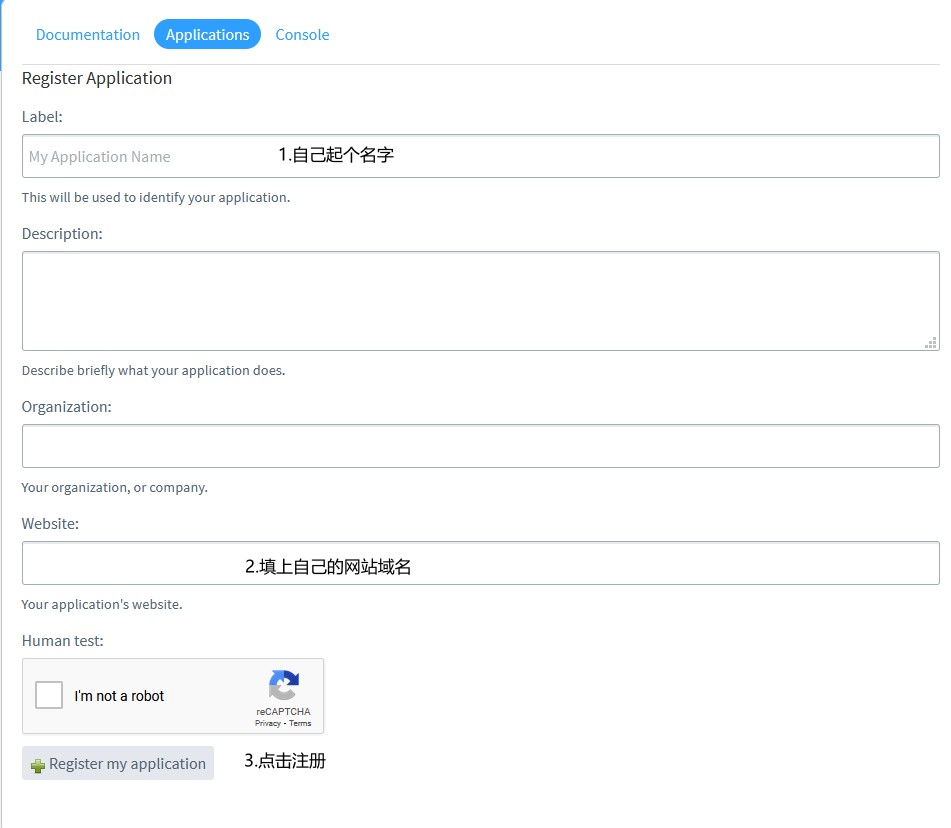 Documentation Applications Console
Register Application
Label:
My Application Name 1.自己起个名字
This will be used to identify your application.
Description:
Describe briefly what your application does.
Organization:
Your organization, or company.
Website:
2.填上自己的网站域名
Your application's website.
Human test:
I'm not a robot
reCAPTCHA
Privacy - Terms
Register my application 3.点击注册